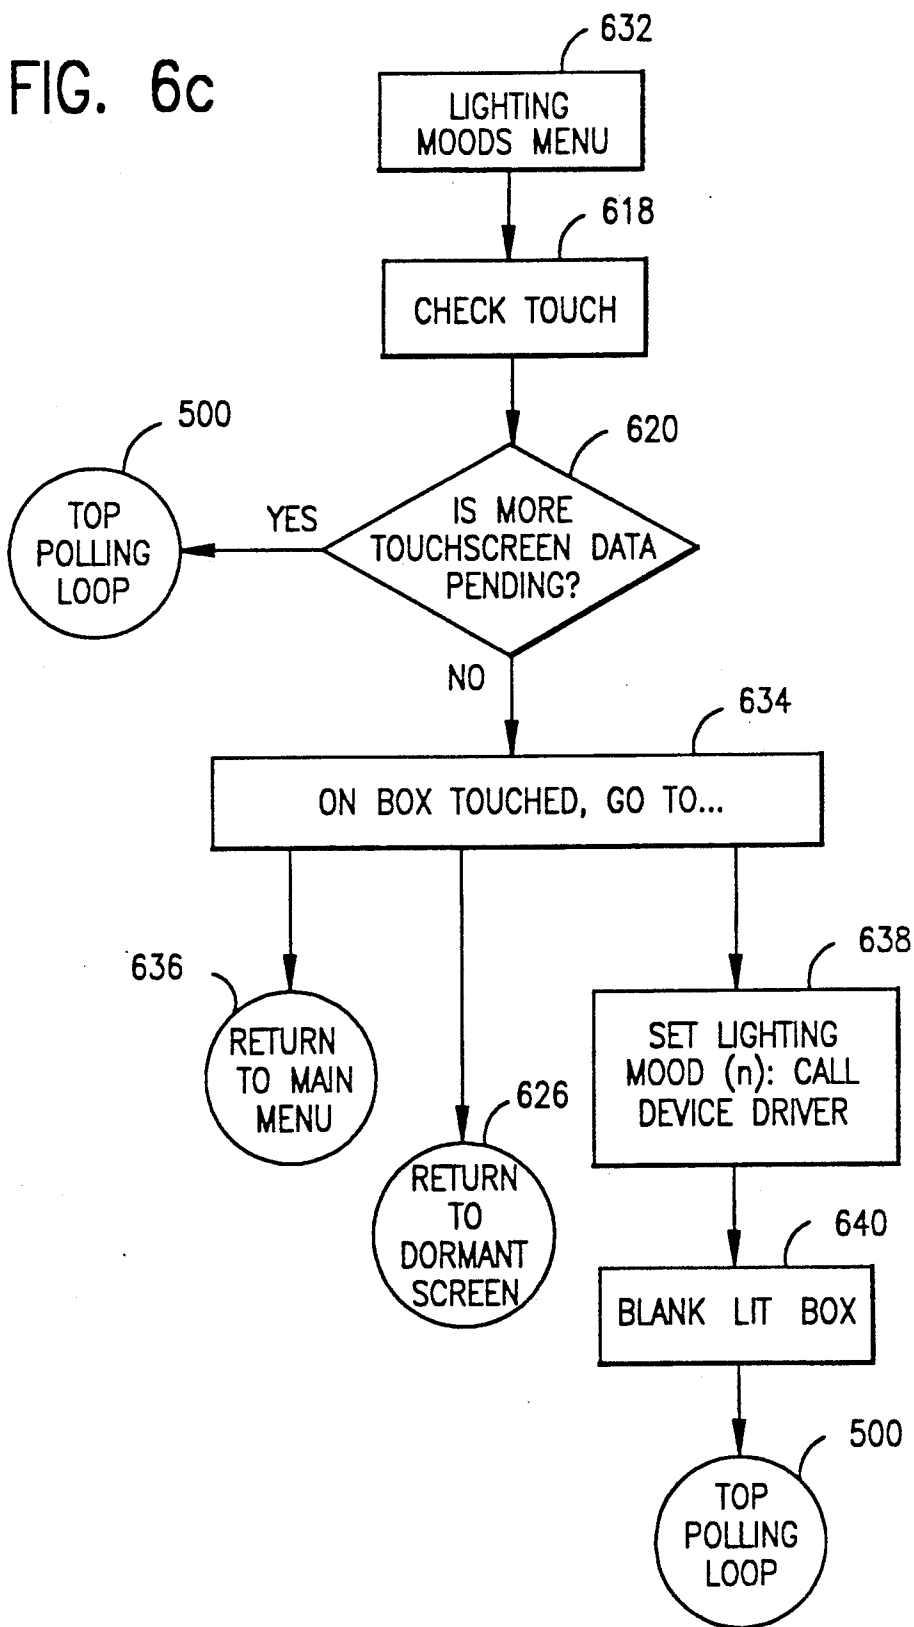 FIG. 6c
632
LIGHTING
MOODS MENU
618
CHECK TOUCH
500
TOP
POLLING
LOOP
YES
620
IS MORE
TOUCHSCREEN DATA
PENDING?
NO
634
ON BOX TOUCHED, GO TO...
636
RETURN
TO MAIN
MENU
626
RETURN
TO
DORMANT
SCREEN
638
SET LIGHTING
MOOD (n): CALL
DEVICE DRIVER
640
BLANK LIT BOX
500
TOP
POLLING
LOOP